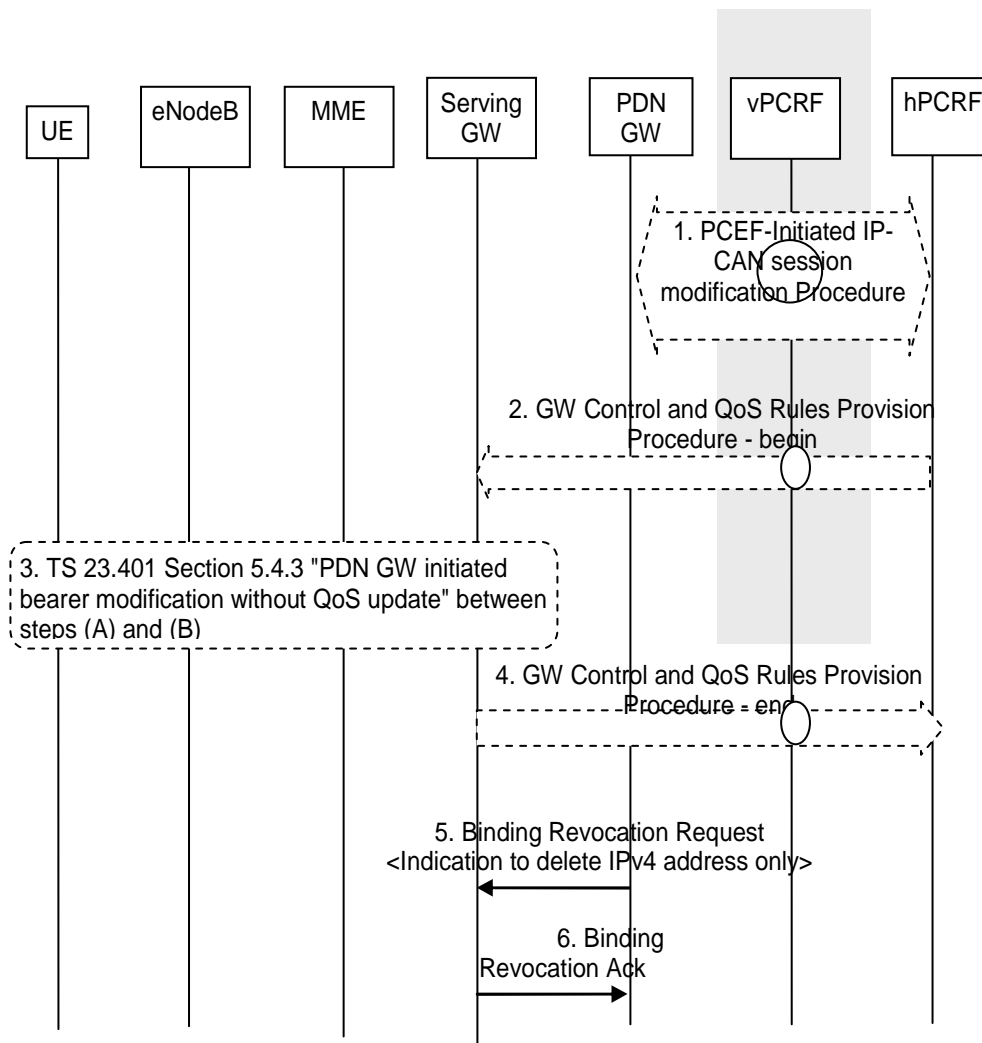 UE
eNodeB
MME
Serving
GW
PDN
GW
vPCRF
hPCRF
1. PCEF-Initiated IP-
CAN session
modification Procedure
2. GW Control and QoS Rules Provision
Procedure - begin
3. TS 23.401 Section 5.4.3 "PDN GW initiated
bearer modification without QoS update" between
steps (A) and (B)
4. GW Control and QoS Rules Provision
Procedure - end
5. Binding Revocation Request
<Indication to delete IPv4 address only>
6. Binding
Revocation Ack